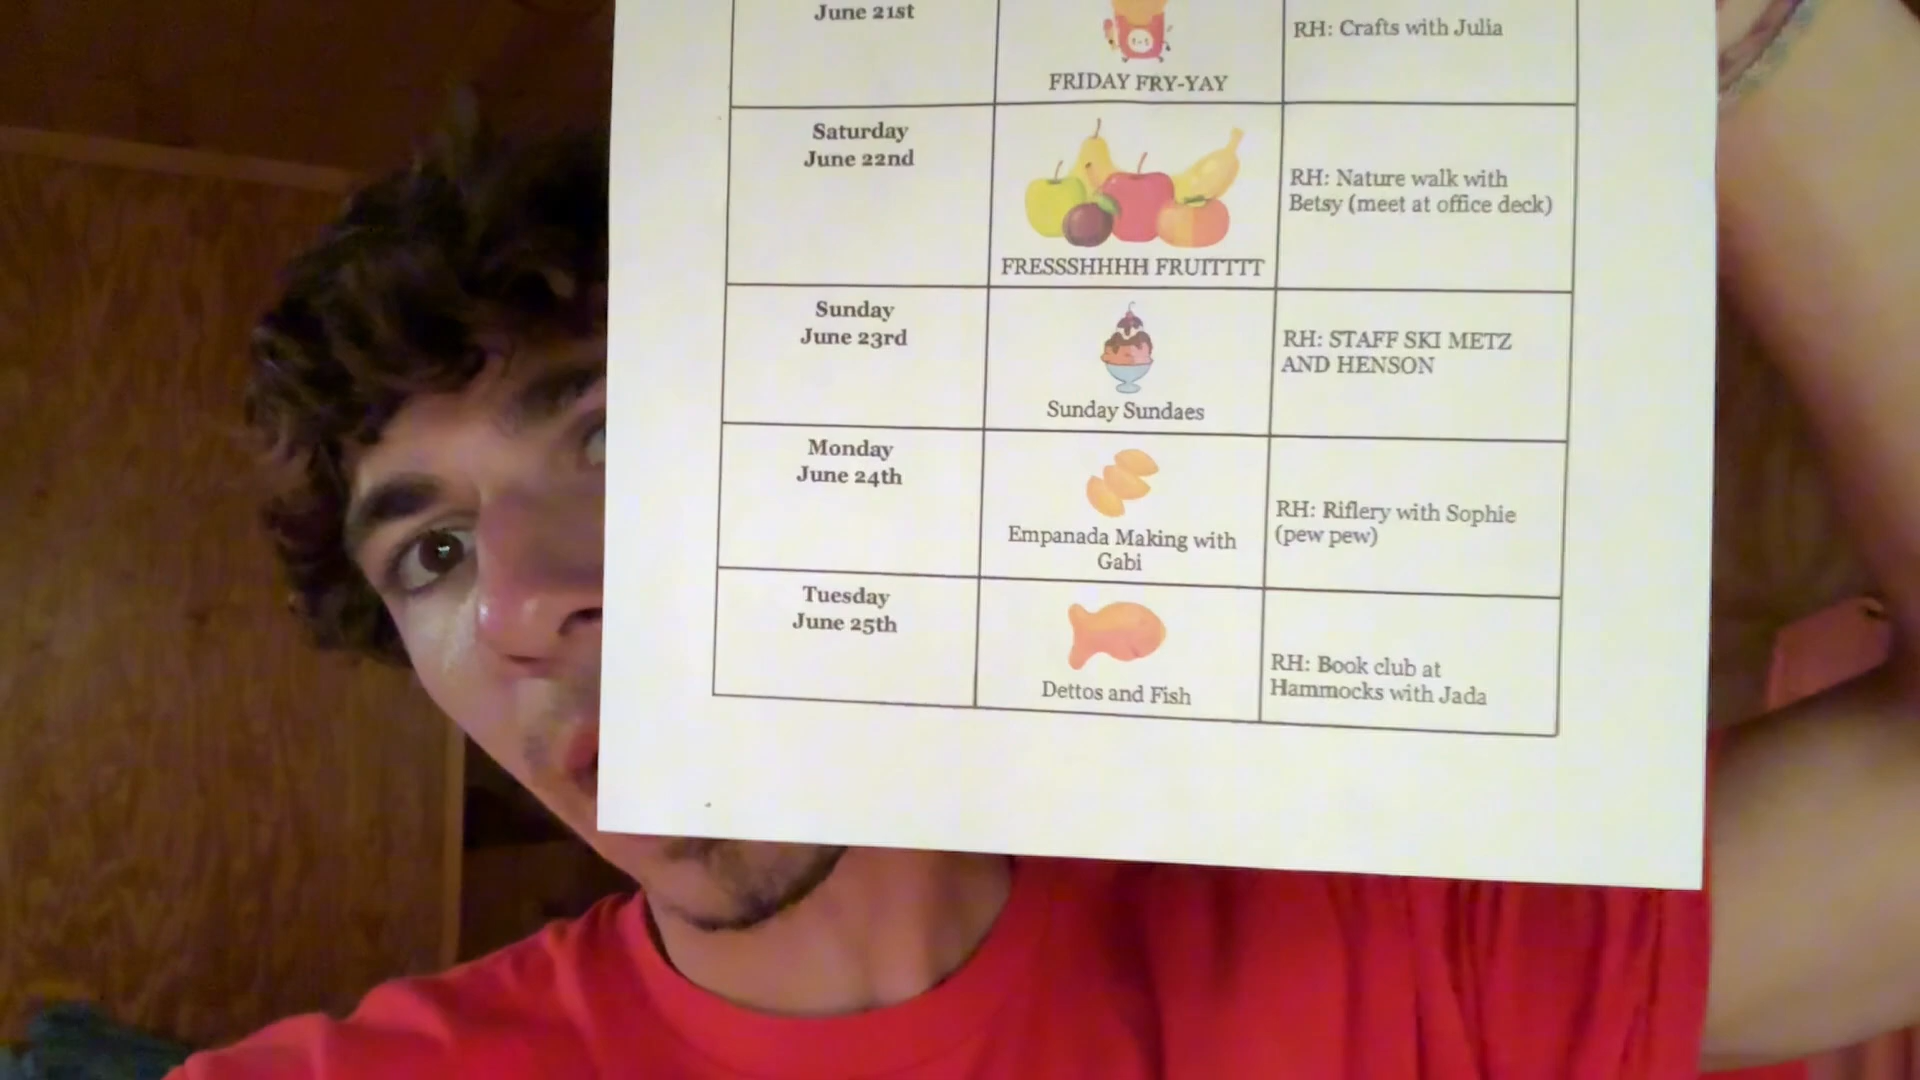 June 21st
FRIDAY FRY-YAY
RH: Crafts with Julia
Saturday
June 22nd
FRESSSHHHH FRUITTTT
RH: Nature walk with
Betsy (meet at office deck)
Sunday
June 23rd
Sunday Sundaes
RH: STAFF SKI METZ
AND HENSON
Monday
June 24th
Empanada Making with
Gabi
RH: Riflery with Sophie
(pew pew)
Tuesday
June 25th
Dettos and Fish
RH: Book club at
Hammocks with Jada